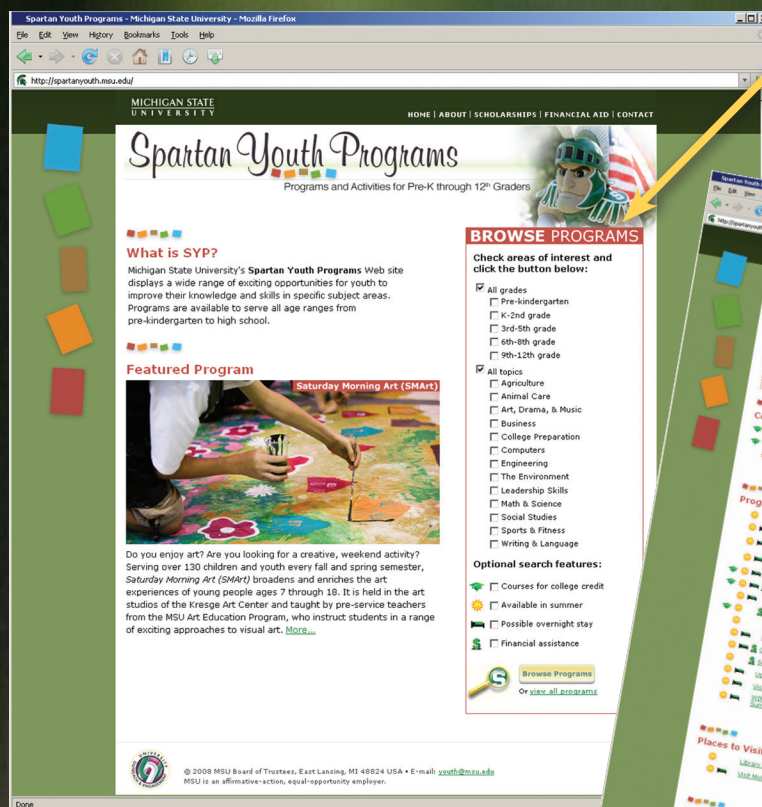 Spartan Youth Programs - Michigan State University - Mozilla Firefox
File Edit View History Bookmarks Tools Help
http://spartanyouth.msu.edu/
MICHIGAN STATE
UNIVERSITY
HOME | ABOUT | SCHOLARSHIPS | FINANCIAL AID | CONTACT
Spartan Youth Programs
Programs and Activities for Pre-K through 12th Graders
What is SYP?
Michigan State University's Spartan Youth Programs Web site
displays a wide range of exciting opportunities for youth to
improve their knowledge and skills in specific subject areas.
Programs are available to serve all age ranges from
pre-kindergarten to high school.
Featured Program
Saturday Morning Art (SMArt)
Do you enjoy art? Are you looking for a creative, weekend activity?
Serving over 130 children and youth every fall and spring semester,
Saturday Morning Art (SMArt) broadens and enriches the art
experiences of young people ages 7 through 18. It is held in the art
studios of the Kresge Art Center and taught by pre-service teachers
from the MSU Art Education Program, who instruct students in a range
of exciting approaches to visual art. More...
BROWSE PROGRAMS
Check areas of interest and
click the button below:
All grades
Pre-kindergarten
K-2nd grade
3rd-5th grade
6th-8th grade
9th-12th grade
All topics
Agriculture
Animal Care
Art, Drama, & Music
Business
College Preparation
Computers
Engineering
The Environment
Leadership Skills
Math & Science
Social Studies
Sports & Fitness
Writing & Language
Optional search features:
Courses for college credit
Available in summer
Possible overnight stay
Financial assistance
Browse Programs
Or view all programs
© 2008 MSU Board of Trustees, East Lansing, MI 48824 USA • E-mail: youth@msu.edu
MSU is an affirmative-action, equal-opportunity employer.
Done
Spartan Youth
File Edit View
Places to Visit
Library